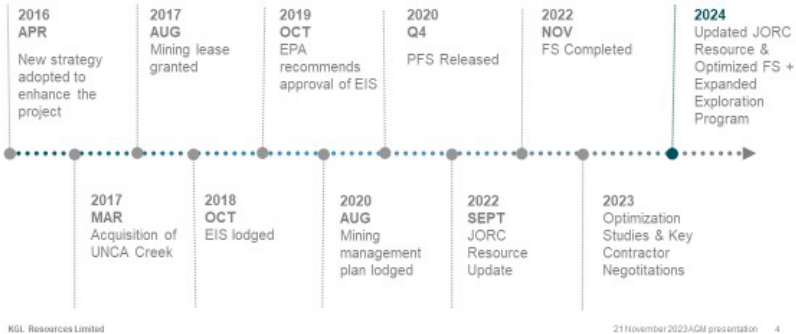 2016
APR
New strategy
adopted to
enhance the
project
2017
AUG
Mining lease
granted
2019
OCT
EPA
recommends
approval of EIS
2020
Q4
PFS Released
2022
NOV
FS Completed
2024
Updated JORC
Resource &
Optimized FS +
Expanded
Exploration
Program
2017
MAR
Acquisition of
UNCA Creek
2018
OCT
EIS lodged
2020
AUG
Mining
management
plan lodged
2022
SEPT
JORC
Resource
Update
2023
Optimization
Studies & Key
Contractor
Negotitations
KGL Resources Limited
21 November 2023 AGM presentation 4